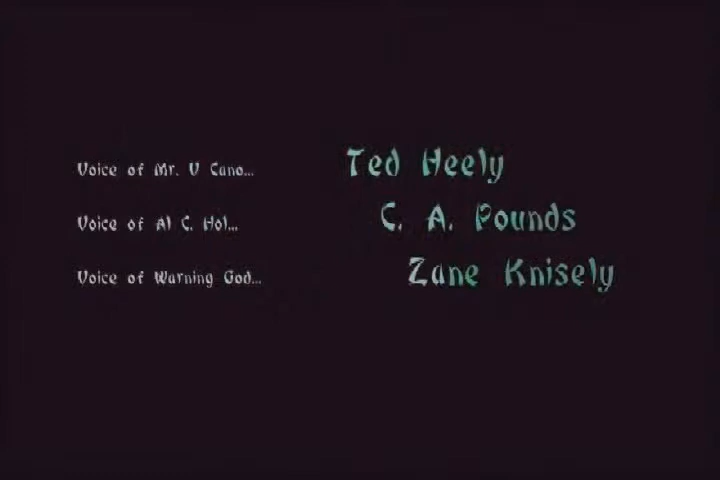 Voice of Mr. V Cano... Ted Heely
Voice of Al C. Hol... C. A. Pounds
Voice of Warning God... Zane Knisely